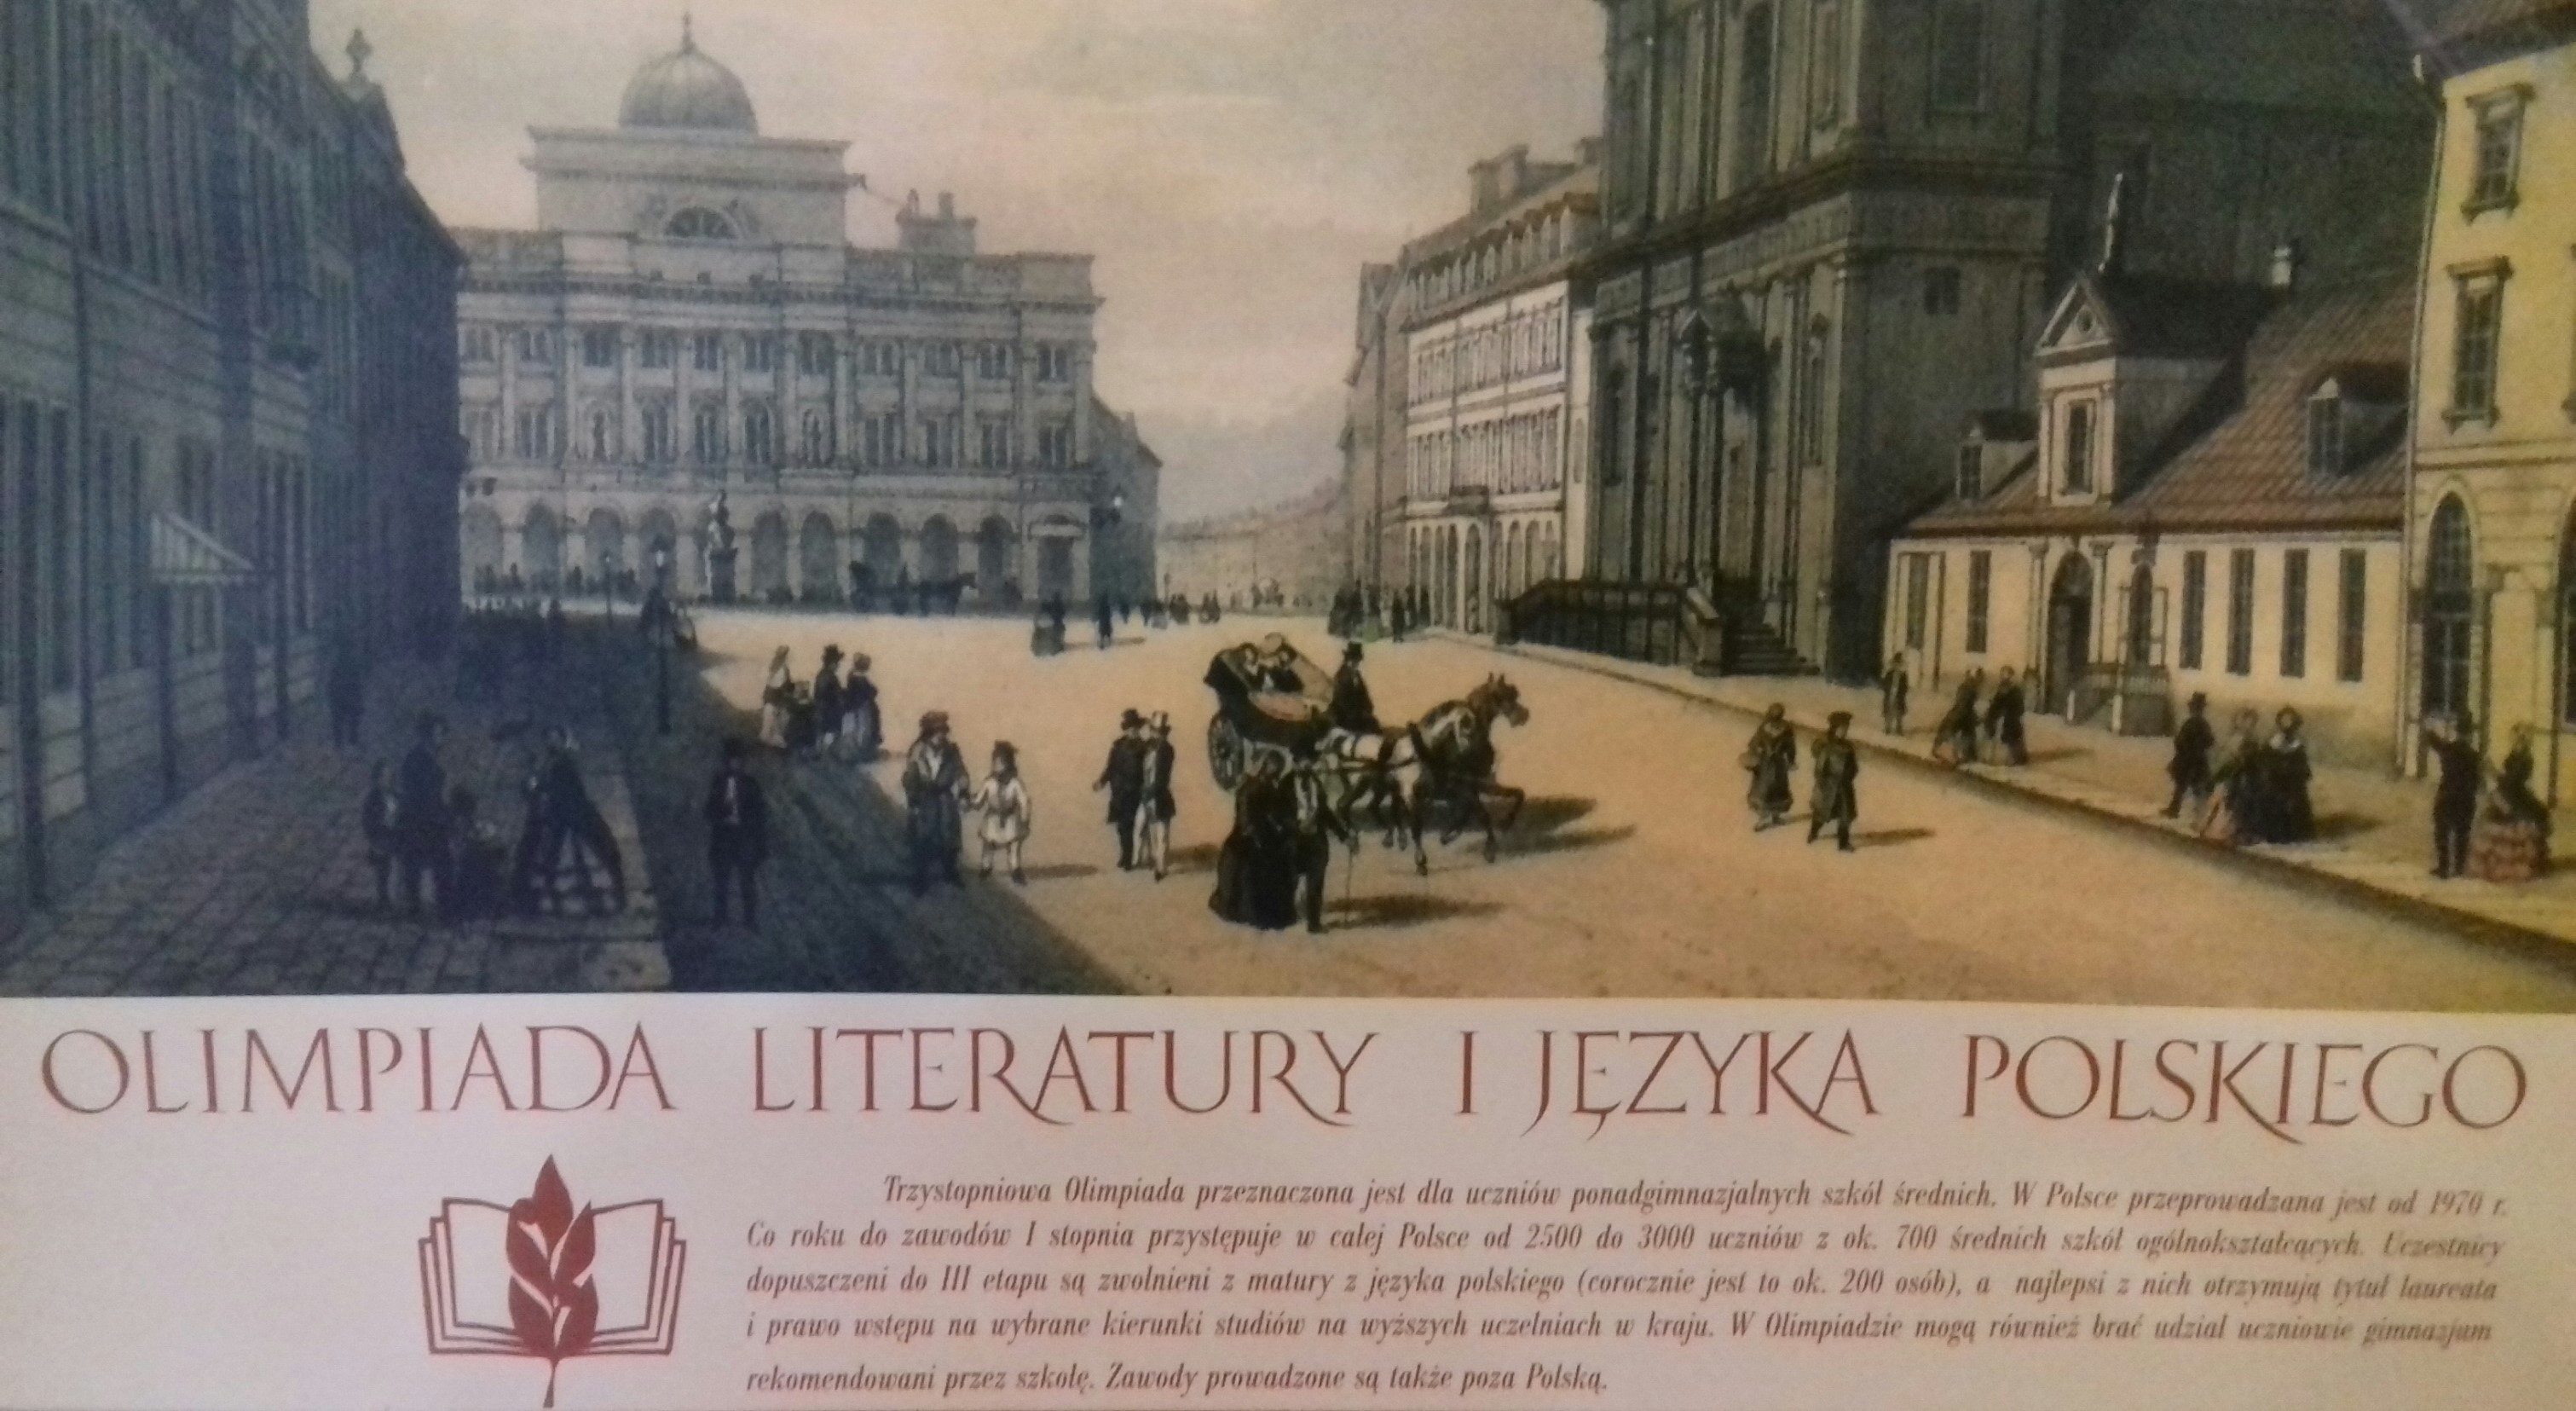 OLIMPIADA LITERATURY I JĘZYKA POLSKIEGO
Trzystopniowa Olimpiada przeznaczona jest dla uczniów ponadgimnazjalnych szkół średnich. W Polsce przeprowadzana jest od 1970 r.
Co roku do zawodów I stopnia przystępuje w całej Polsce od 2500 do 3000 uczniów z ok. 700 średnich szkół ogólnokształcących. Uczestnicy
dopuszczeni do III etapu są zwolnieni z matury z języka polskiego (corocznie jest to ok. 200 osób), a najlepsi z nich otrzymują tytuł laureata
i prawo wstępu na wybrane kierunki studiów na wyższych uczelniach w kraju. W Olimpiadzie mogą również brać udział uczniowie gimnazjum
rekomendowani przez szkołę. Zawody prowadzone są także poza Polską.